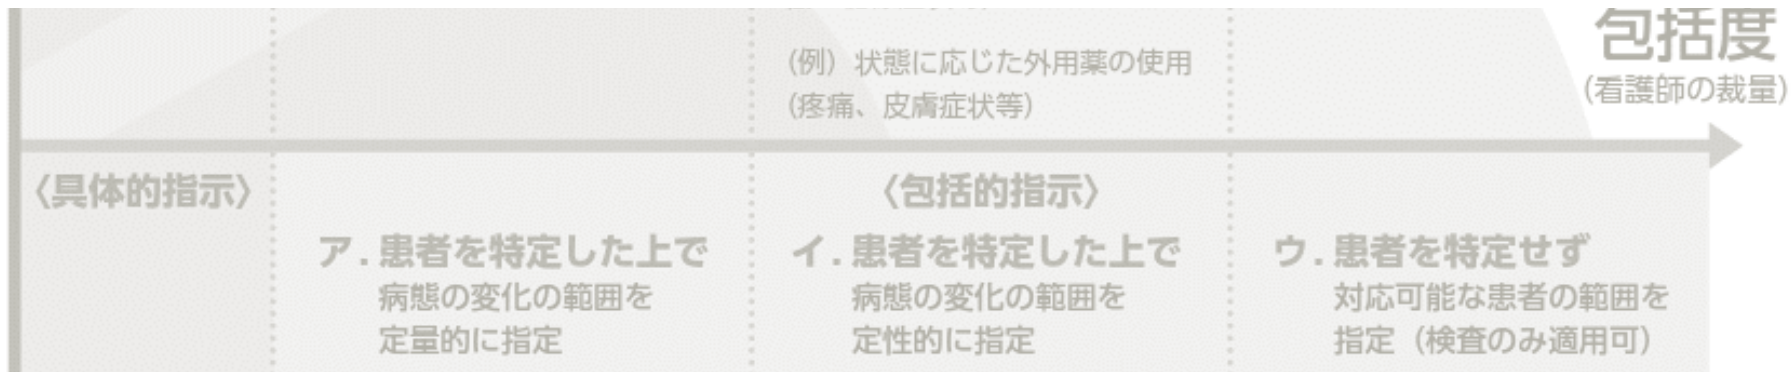 包括度
(看護師の裁量)
(例) 状態に応じた外用薬の使用
(疼痛、皮膚症状等)
〈具体的指示〉
〈包括的指示〉
ア. 患者を特定した上で
病態の変化の範囲を
定量的に指定
イ. 患者を特定した上で
病態の変化の範囲を
定性的に指定
ウ. 患者を特定せず
対応可能な患者の範囲を
指定 (検査のみ適用可)